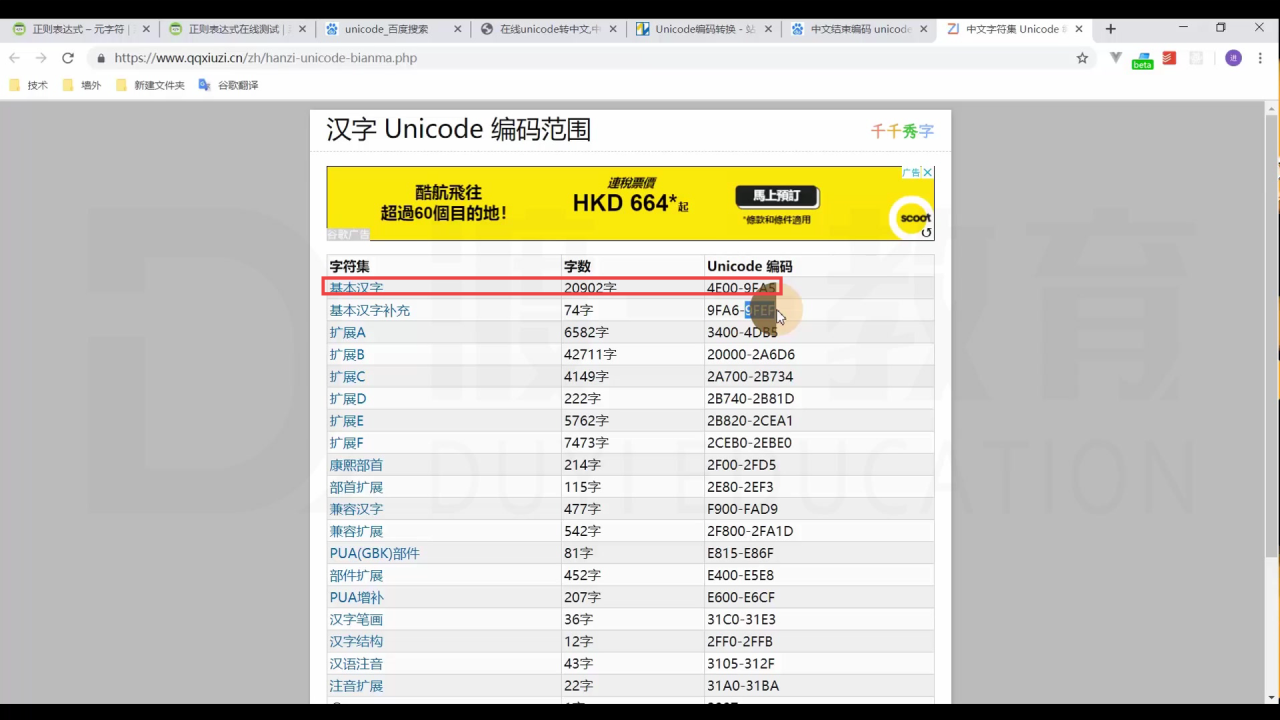 正则表达式 – 元字符 | 正则表达式在线测试 | unicode_百度搜索 在线unicode转中文,中 Unicode编码转换 - 站 中文结束编码 unicode 中文字符集 Unicode 编
https://www.qqxiuzi.cn/zh/hanzi-unicode-bianma.php beta 进
技术 墙外 新建文件夹 谷歌翻译
汉字 Unicode 编码范围 千千秀字
广告
酷航飛往
超過60個目的地!
連稅票價
HKD 664*起
馬上預訂
*條款和條件適用
scoot
谷歌广告
字符集 字数 Unicode 编码
基本汉字 20902字 4E00-9FA5
基本汉字补充 74字 9FA6-9FEF
扩展A 6582字 3400-4DB5
扩展B 42711字 20000-2A6D6
扩展C 4149字 2A700-2B734
扩展D 222字 2B740-2B81D
扩展E 5762字 2B820-2CEA1
扩展F 7473字 2CEB0-2EBE0
康熙部首 214字 2F00-2FD5
部首扩展 115字 2E80-2EF3
兼容汉字 477字 F900-FAD9
兼容扩展 542字 2F800-2FA1D
PUA(GBK)部件 81字 E815-E86F
部件扩展 452字 E400-E5E8
PUA增补 207字 E600-E6CF
汉字笔画 36字 31C0-31E3
汉字结构 12字 2FF0-2FFB
汉语注音 43字 3105-312F
注音扩展 22字 31A0-31BA
教育
DUYI EDUCATION